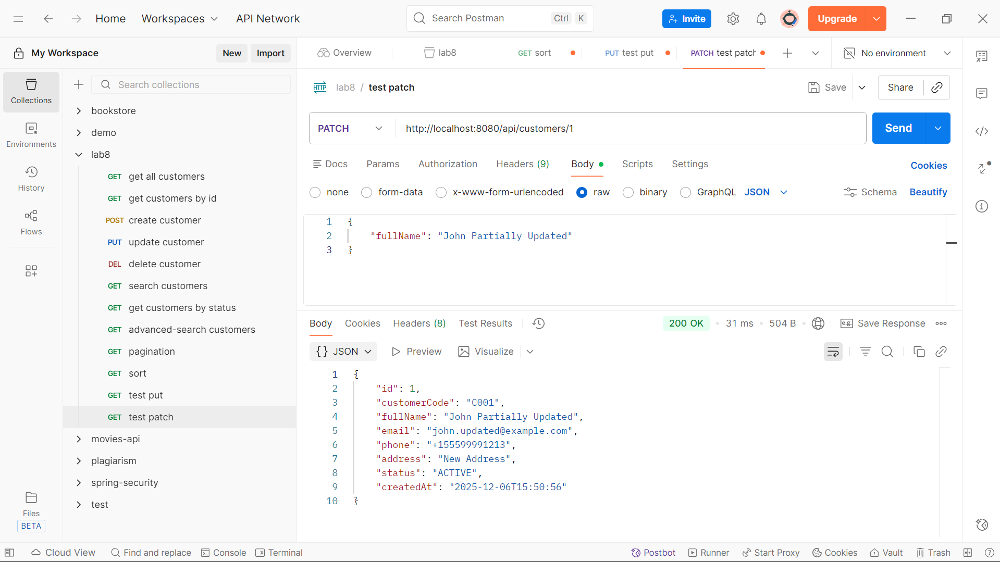 Home
Workspaces
API Network
Search Postman
Ctrl K
Invite
Upgrade
My Workspace
New
Import
Overview
lab8
GET sort
PUT test put
PATCH test patch
No environment
Collections
Environments
History
Flows
Files
BETA
Search collections
bookstore
demo
lab8
GET get all customers
GET get customers by id
POST create customer
PUT update customer
DEL delete customer
GET search customers
GET get customers by status
GET advanced-search customers
GET pagination
GET sort
GET test put
GET test patch
movies-api
plagiarism
spring-security
test
HTTP lab8 / test patch
Save
Share
PATCH http://localhost:8080/api/customers/1
Send
Docs Params Authorization Headers (9) Body Scripts Settings
Cookies
none form-data x-www-form-urlencoded raw binary GraphQL JSON
Schema Beautify
1 {
2 "fullName": "John Partially Updated"
3 }
Body Cookies Headers (8) Test Results
200 OK • 31 ms • 504 B • e.g. Save Response
{} JSON Preview Visualize
1 {
2 "id": 1,
3 "customerCode": "C001",
4 "fullName": "John Partially Updated",
5 "email": "john.updated@example.com",
6 "phone": "+155599991213",
7 "address": "New Address",
8 "status": "ACTIVE",
9 "createdAt": "2025-12-06T15:50:56"
10 }
Cloud View Find and replace Console Terminal
Postbot Runner Start Proxy Cookies Vault Trash